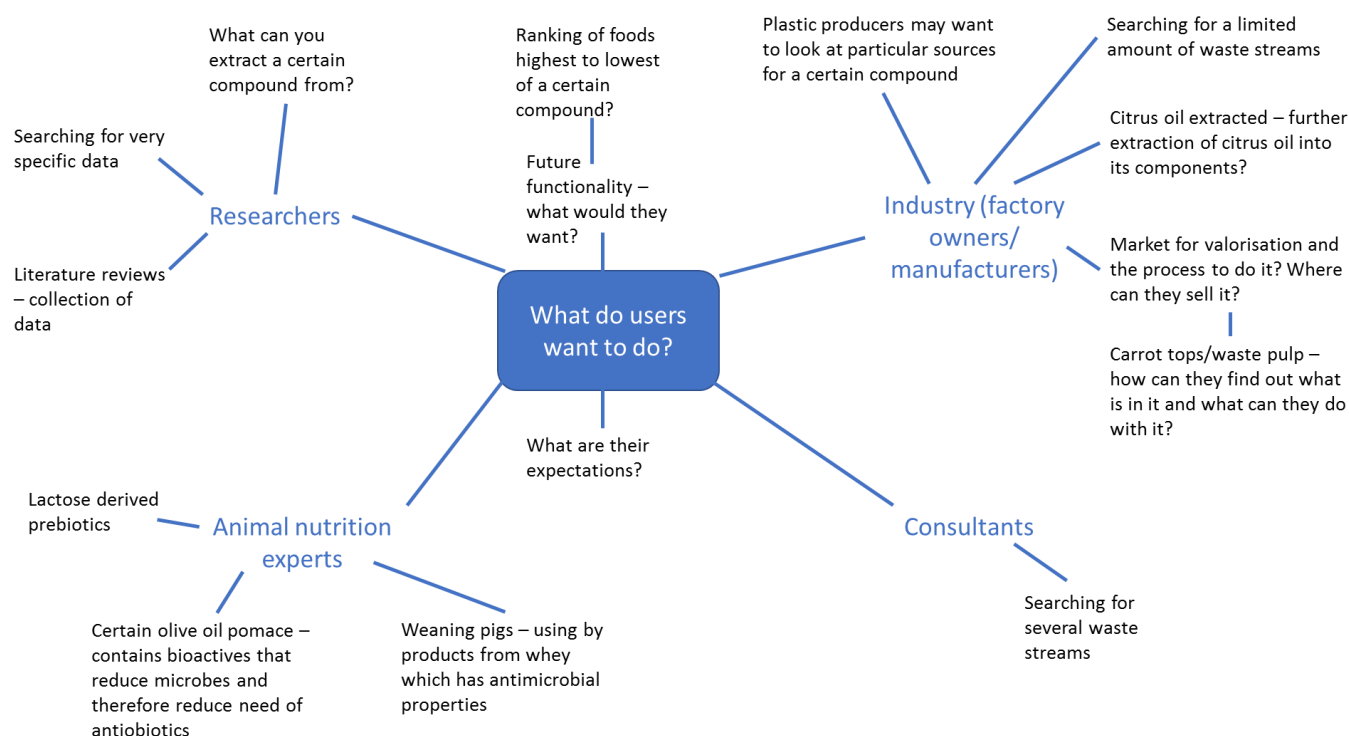 What can you
extract a certain
compound from?
Searching for very
specific data
Researchers
Literature reviews
– collection of
data
Ranking of foods
highest to lowest
of a certain
compound?
Future
functionality –
what would they
want?
Plastic producers may want
to look at particular sources
for a certain compound
Searching for a limited
amount of waste streams
Citrus oil extracted – further
extraction of citrus oil into
its components?
Industry (factory
owners/
manufacturers)
Market for valorisation and
the process to do it? Where
can they sell it?
Carrot tops/waste pulp –
how can they find out what
is in it and what can they do
with it?
What do users
want to do?
What are their
expectations?
Lactose derived
prebiotics
Animal nutrition
experts
Certain olive oil pomace –
contains bioactives that
reduce microbes and
therefore reduce need of
antiobiotics
Weaning pigs – using by
products from whey
which has antimicrobial
properties
Consultants
Searching for
several waste
streams